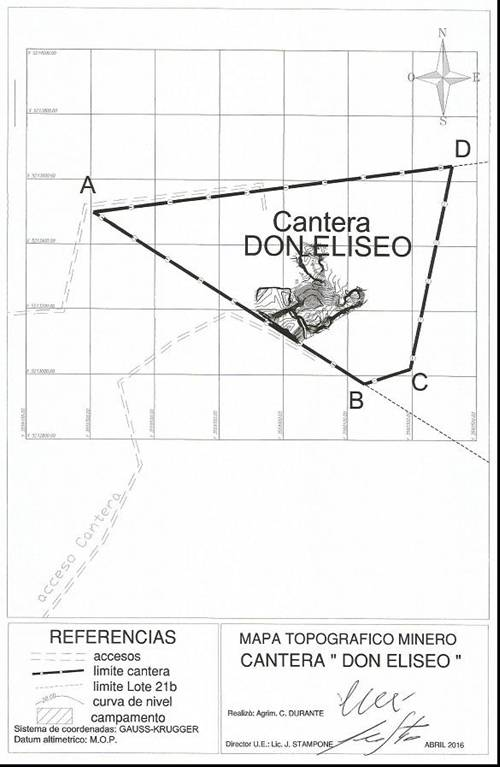 N
O
E
S
D
A
Cantera
DON ELISEO
C
B
acceso Cantera
REFERENCIAS
accesos
limite cantera
limite Lote 21b
curva de nivel
campamento
Sistema de coordenadas: GAUSS-KRUGGER
Datum altimetrico: M.O.P.
MAPA TOPOGRAFICO MINERO
CANTERA " DON ELISEO "
Realizò: Agrim. C. DURANTE
Director U.E.: Lic. J. STAMPONE
ABRIL 2016